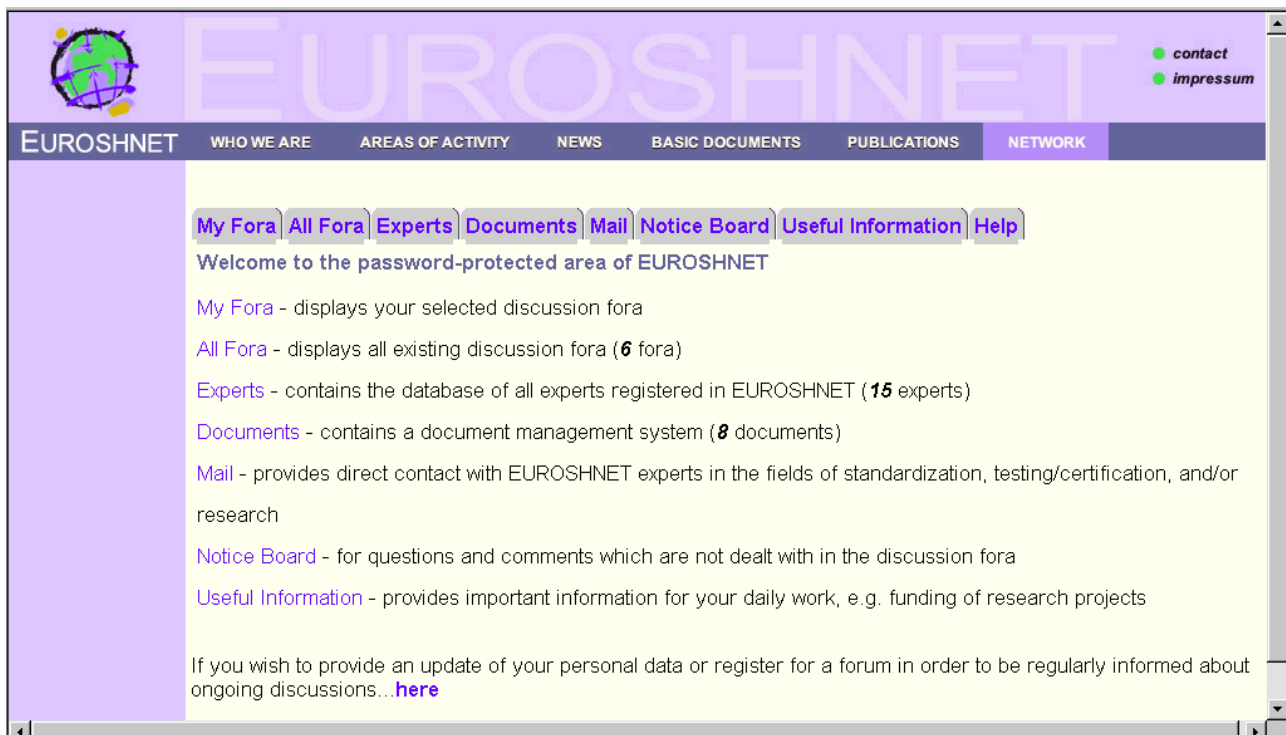 EUROSHNET
contact
impressum
EUROSHNET WHO WE ARE AREAS OF ACTIVITY NEWS BASIC DOCUMENTS PUBLICATIONS NETWORK
My Fora All Fora Experts Documents Mail Notice Board Useful Information Help
Welcome to the password-protected area of EUROSHNET
My Fora - displays your selected discussion fora
All Fora - displays all existing discussion fora (6 fora)
Experts - contains the database of all experts registered in EUROSHNET (15 experts)
Documents - contains a document management system (8 documents)
Mail - provides direct contact with EUROSHNET experts in the fields of standardization, testing/certification, and/or
research
Notice Board - for questions and comments which are not dealt with in the discussion fora
Useful Information - provides important information for your daily work, e.g. funding of research projects
If you wish to provide an update of your personal data or register for a forum in order to be regularly informed about
ongoing discussions...here